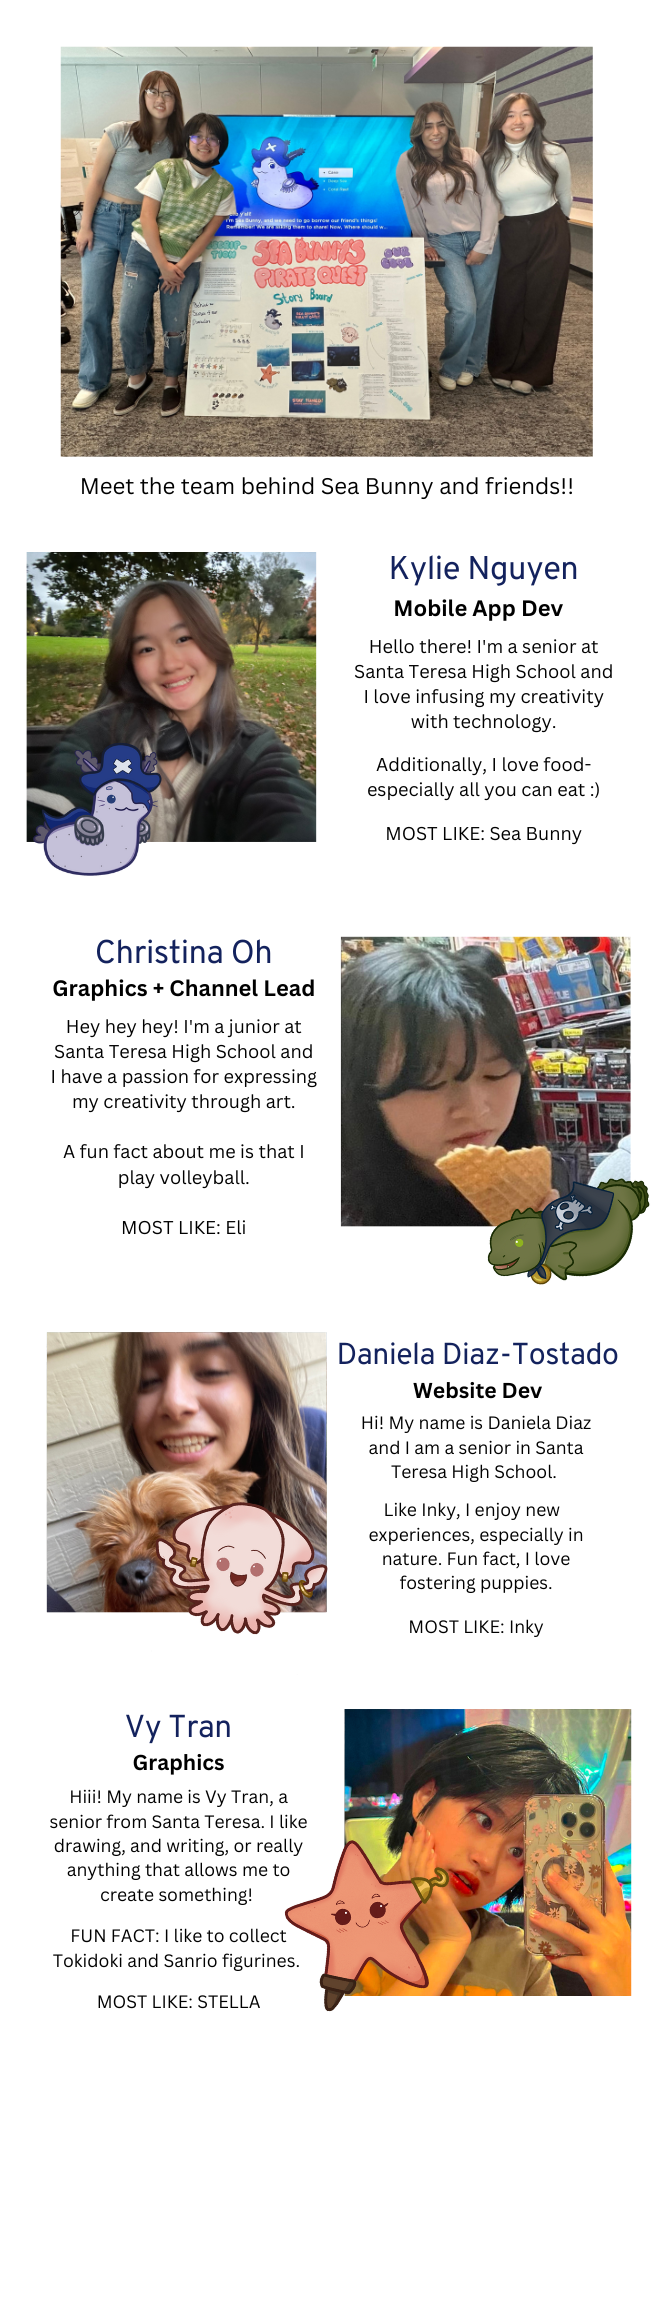 SEA BUNNY'S
PIRATE QUEST
Story Board
OUR
CODE
Meet the team behind Sea Bunny and friends!!
Kylie Nguyen
Mobile App Dev
Hello there! I'm a senior at
Santa Teresa High School and
I love infusing my creativity
with technology.
Additionally, I love food-
especially all you can eat :)
MOST LIKE: Sea Bunny
Christina Oh
Graphics + Channel Lead
Hey hey hey! I'm a junior at
Santa Teresa High School and
I have a passion for expressing
my creativity through art.
A fun fact about me is that I
play volleyball.
MOST LIKE: Eli
Daniela Diaz-Tostado
Website Dev
Hi! My name is Daniela Diaz
and I am a senior in Santa
Teresa High School.
Like Inky, I enjoy new
experiences, especially in
nature. Fun fact, I love
fostering puppies.
MOST LIKE: Inky
Vy Tran
Graphics
Hiii! My name is Vy Tran, a
senior from Santa Teresa. I like
drawing, and writing, or really
anything that allows me to
create something!
FUN FACT: I like to collect
Tokidoki and Sanrio figurines.
MOST LIKE: STELLA